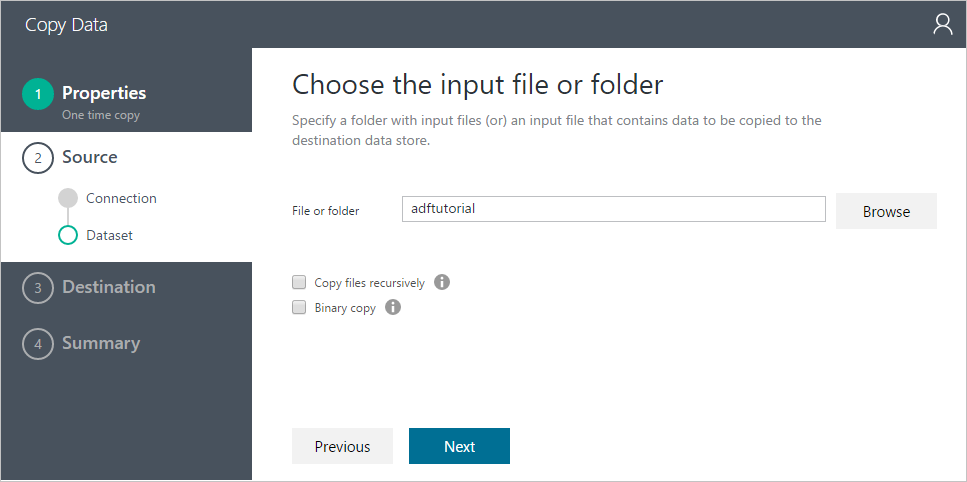 Copy Data
1 Properties
One time copy
2 Source
Connection
Dataset
3 Destination
4 Summary
Choose the input file or folder
Specify a folder with input files (or) an input file that contains data to be copied to the
destination data store.
File or folder adftutorial Browse
Copy files recursively i
Binary copy i
Previous Next